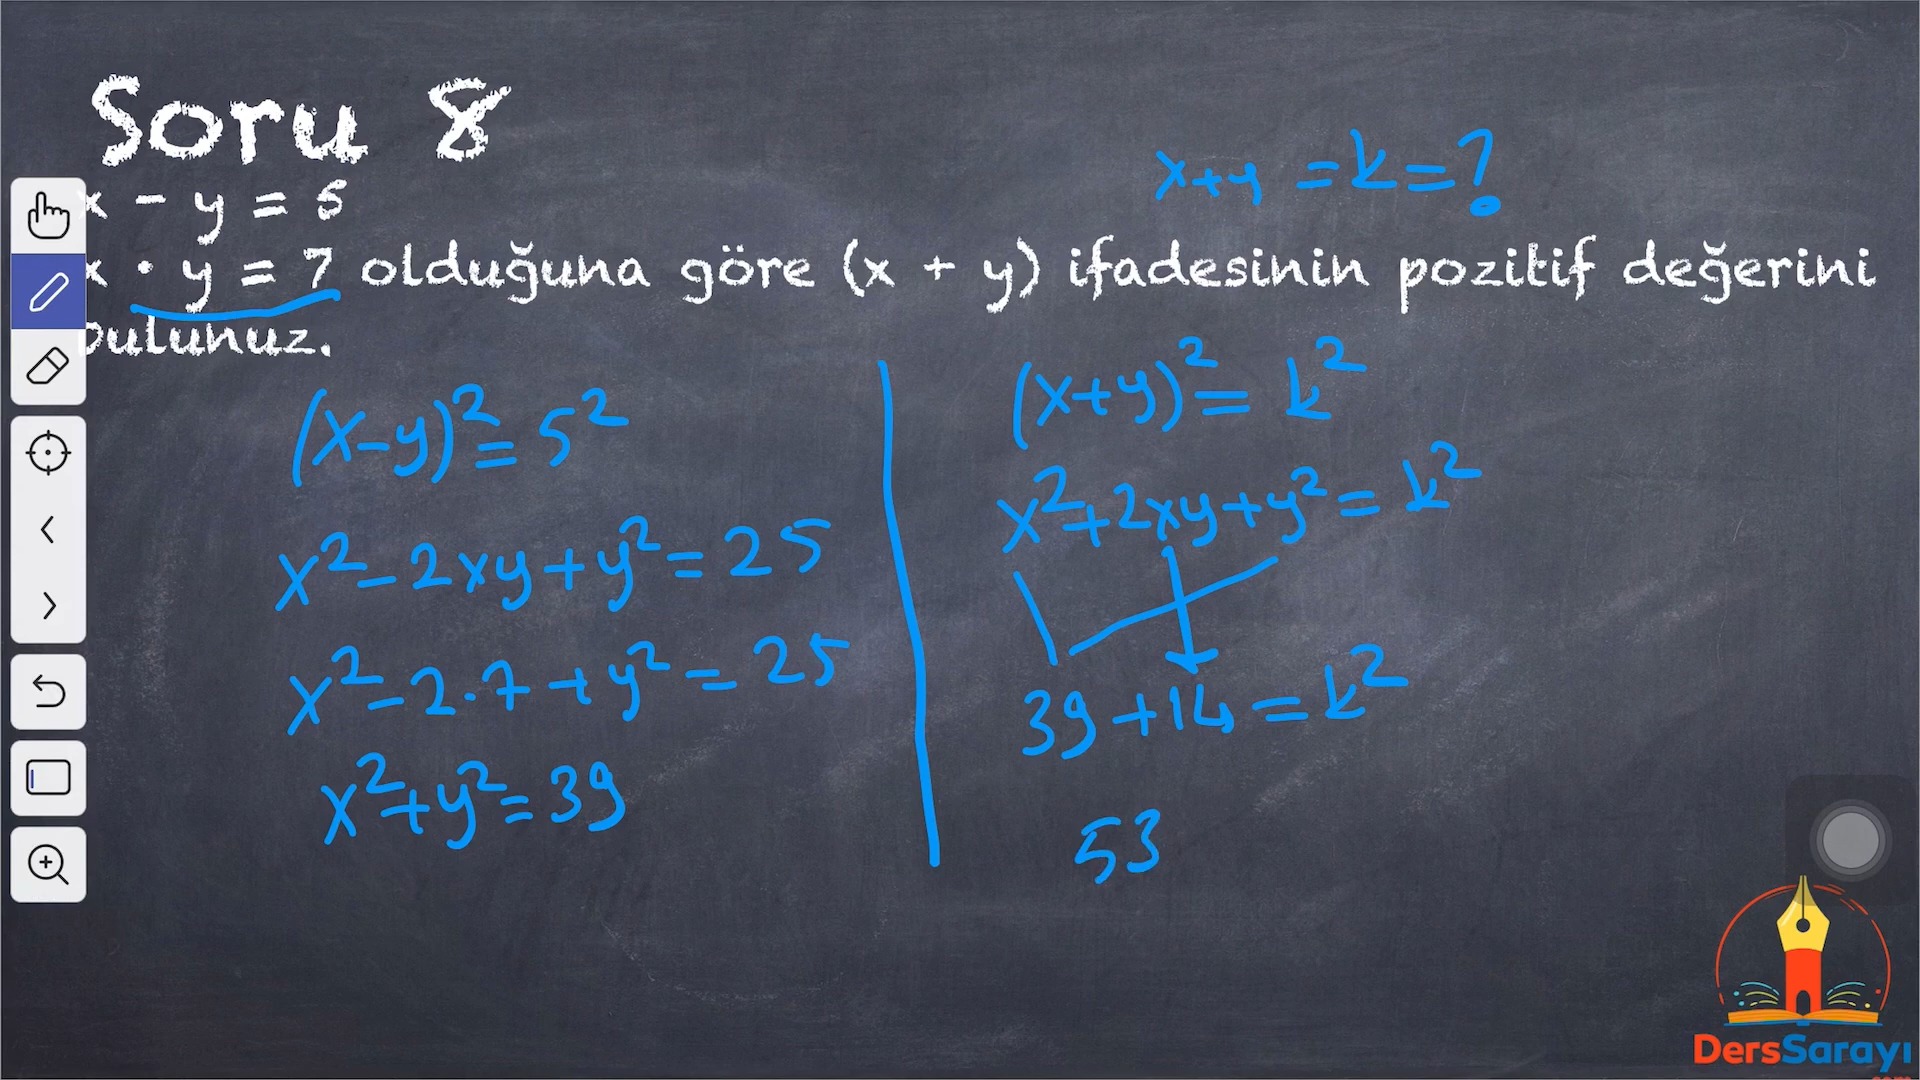 Soru 8
x - y = 5
x · y = 7 olduğuna göre (x + y) ifadesinin pozitif değerini
bulunuz.
x+y = k = ?
(x-y)² = 5²
x² - 2xy + y² = 25
x² - 2·7 + y² = 25
x² + y² = 39
(x+y)² = k²
x² + 2xy + y² = k²
39 + 14 = k²
53
DersSarayı